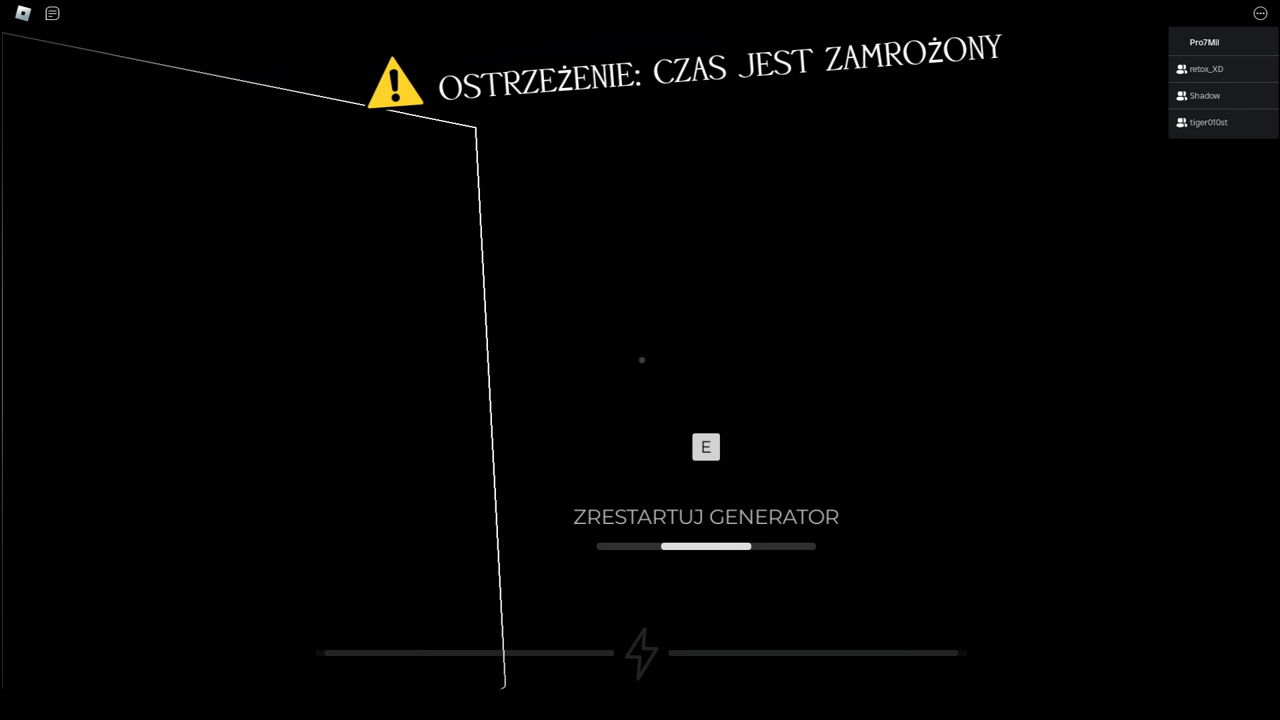 OSTRZEŻENIE: CZAS JEST ZAMROŻONY
Pro7Mil
retox_XD
Shadow
tiger010st
E
ZRESTARTUJ GENERATOR